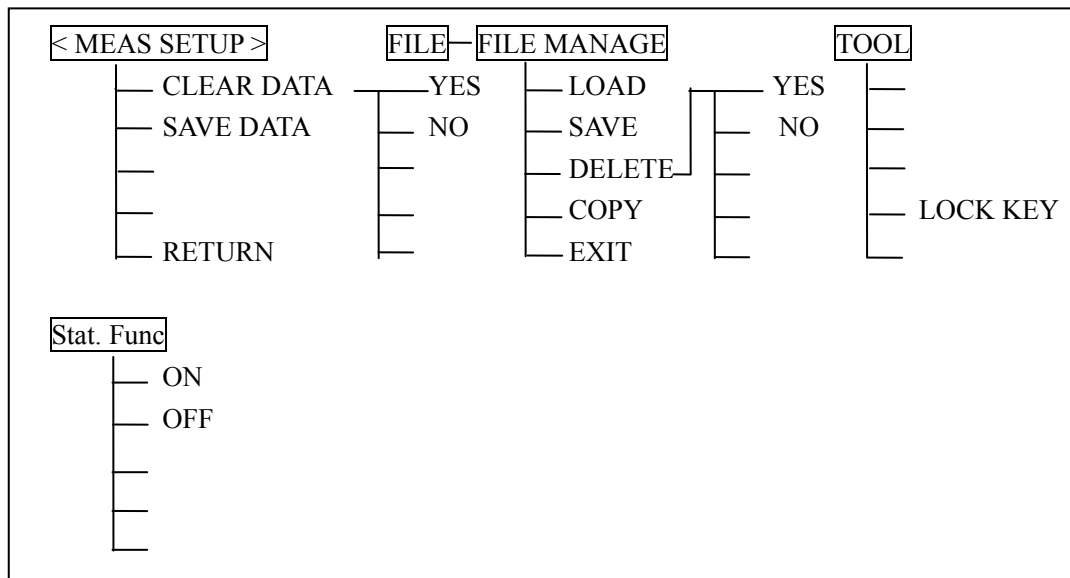 < MEAS SETUP > FILE FILE MANAGE TOOL
CLEAR DATA YES LOAD YES
SAVE DATA NO SAVE NO
DELETE
COPY LOCK KEY
RETURN EXIT
Stat. Func
ON
OFF